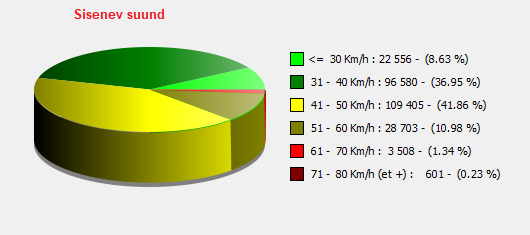 Sisenev suund
<= 30 Km/h : 22 556 - (8.63 %)
31 - 40 Km/h : 96 580 - (36.95 %)
41 - 50 Km/h : 109 405 - (41.86 %)
51 - 60 Km/h : 28 703 - (10.98 %)
61 - 70 Km/h : 3 508 - (1.34 %)
71 - 80 Km/h (et +) : 601 - (0.23 %)